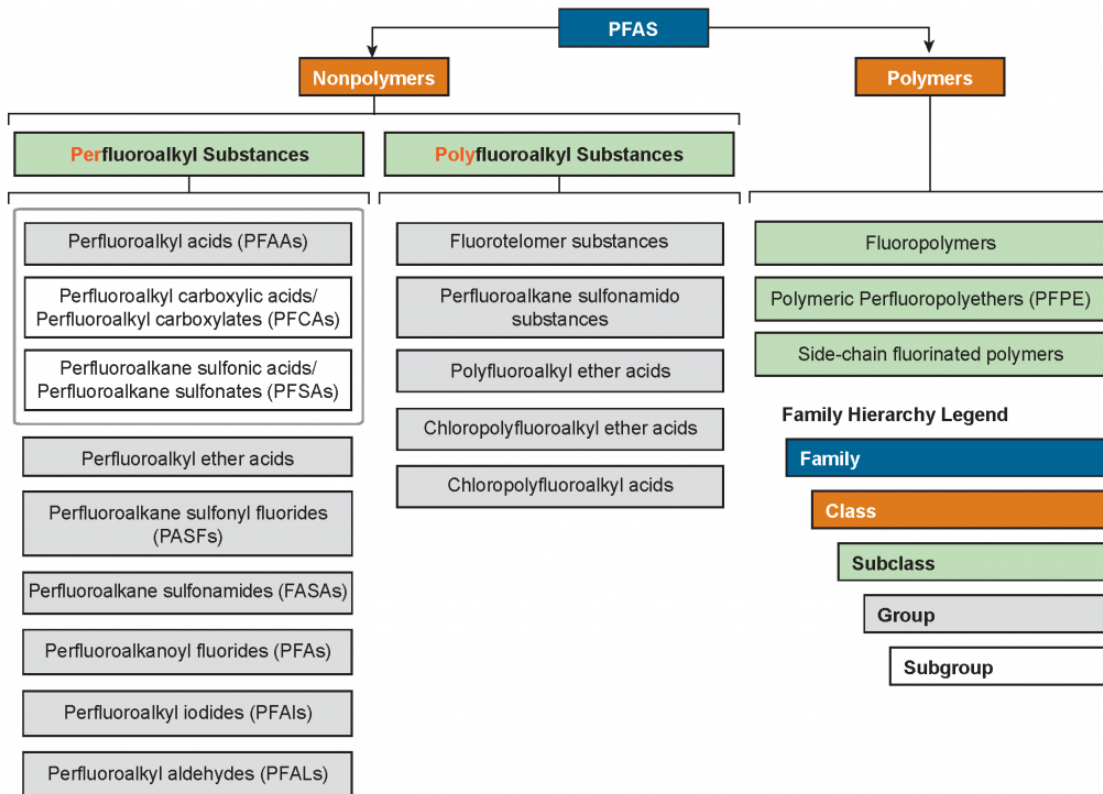 PFAS
Nonpolymers
Polymers
Perfluoroalkyl Substances
Polyfluoroalkyl Substances
Perfluoroalkyl acids (PFAAs)
Perfluoroalkyl carboxylic acids/
Perfluoroalkyl carboxylates (PFCAs)
Perfluoroalkane sulfonic acids/
Perfluoroalkane sulfonates (PFSAs)
Perfluoroalkyl ether acids
Perfluoroalkane sulfonyl fluorides
(PASFs)
Perfluoroalkane sulfonamides (FASAs)
Perfluoroalkanoyl fluorides (PFAs)
Perfluoroalkyl iodides (PFAIs)
Perfluoroalkyl aldehydes (PFALs)
Fluorotelomer substances
Perfluoroalkane sulfonamido
substances
Polyfluoroalkyl ether acids
Chloropolyfluoroalkyl ether acids
Chloropolyfluoroalkyl acids
Fluoropolymers
Polymeric Perfluoropolyethers (PFPE)
Side-chain fluorinated polymers
Family Hierarchy Legend
Family
Class
Subclass
Group
Subgroup